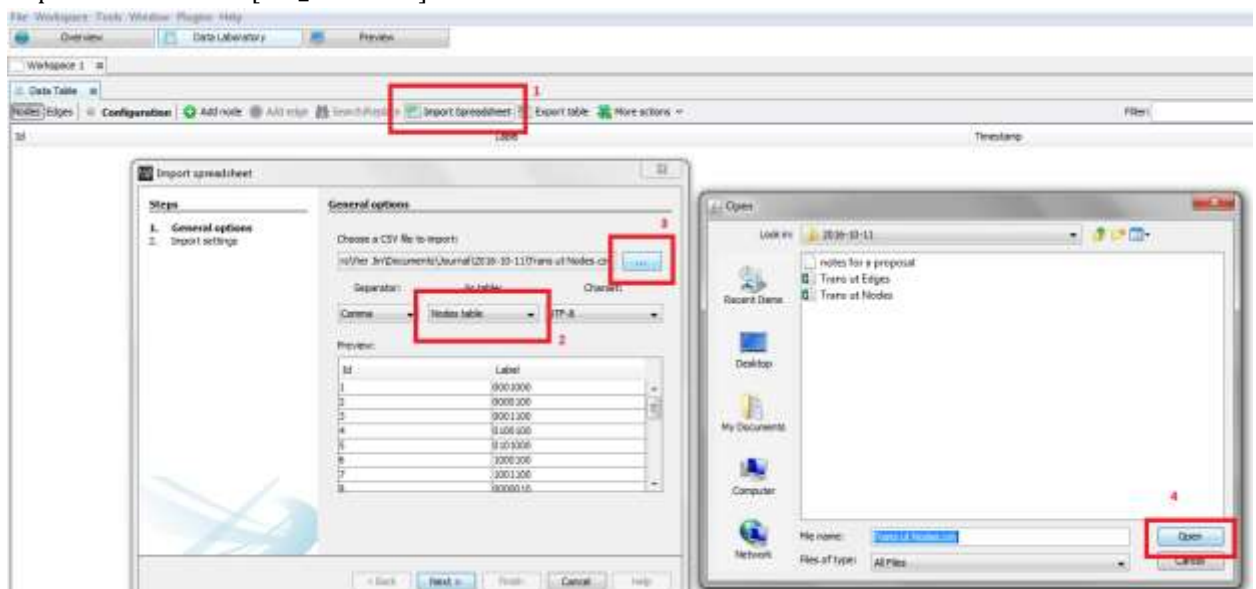 File Workspace Tools Window Plugins Help
Overview Data Laboratory Preview
Workspace 1
Data Table
1
Nodes Edges Configuration Add node Add edge Search/Replace Import Spreadsheet Export table More actions Filter:
Id Label Timestamp
Import spreadsheet
Steps
1. General options
2. Import settings
General options
3
Choose a CSV file to import:
...
Separator: As table: Charset:
Comma Nodes table UTF-8
2
Preview:
Id Label
1 0001000
2 0000100
3 0001100
4 0100100
5 0101000
6 1000100
7 1001100
8 0000010
< Back Next > Finish Cancel Help
Open
Look in: 2016-10-11
notes for a proposal
Trans ut Edges
Trans ut Nodes
Recent Items
Desktop
My Documents
Computer
Network
4
File name: Trans ut Nodes.csv Open
Files of type: All Files Cancel